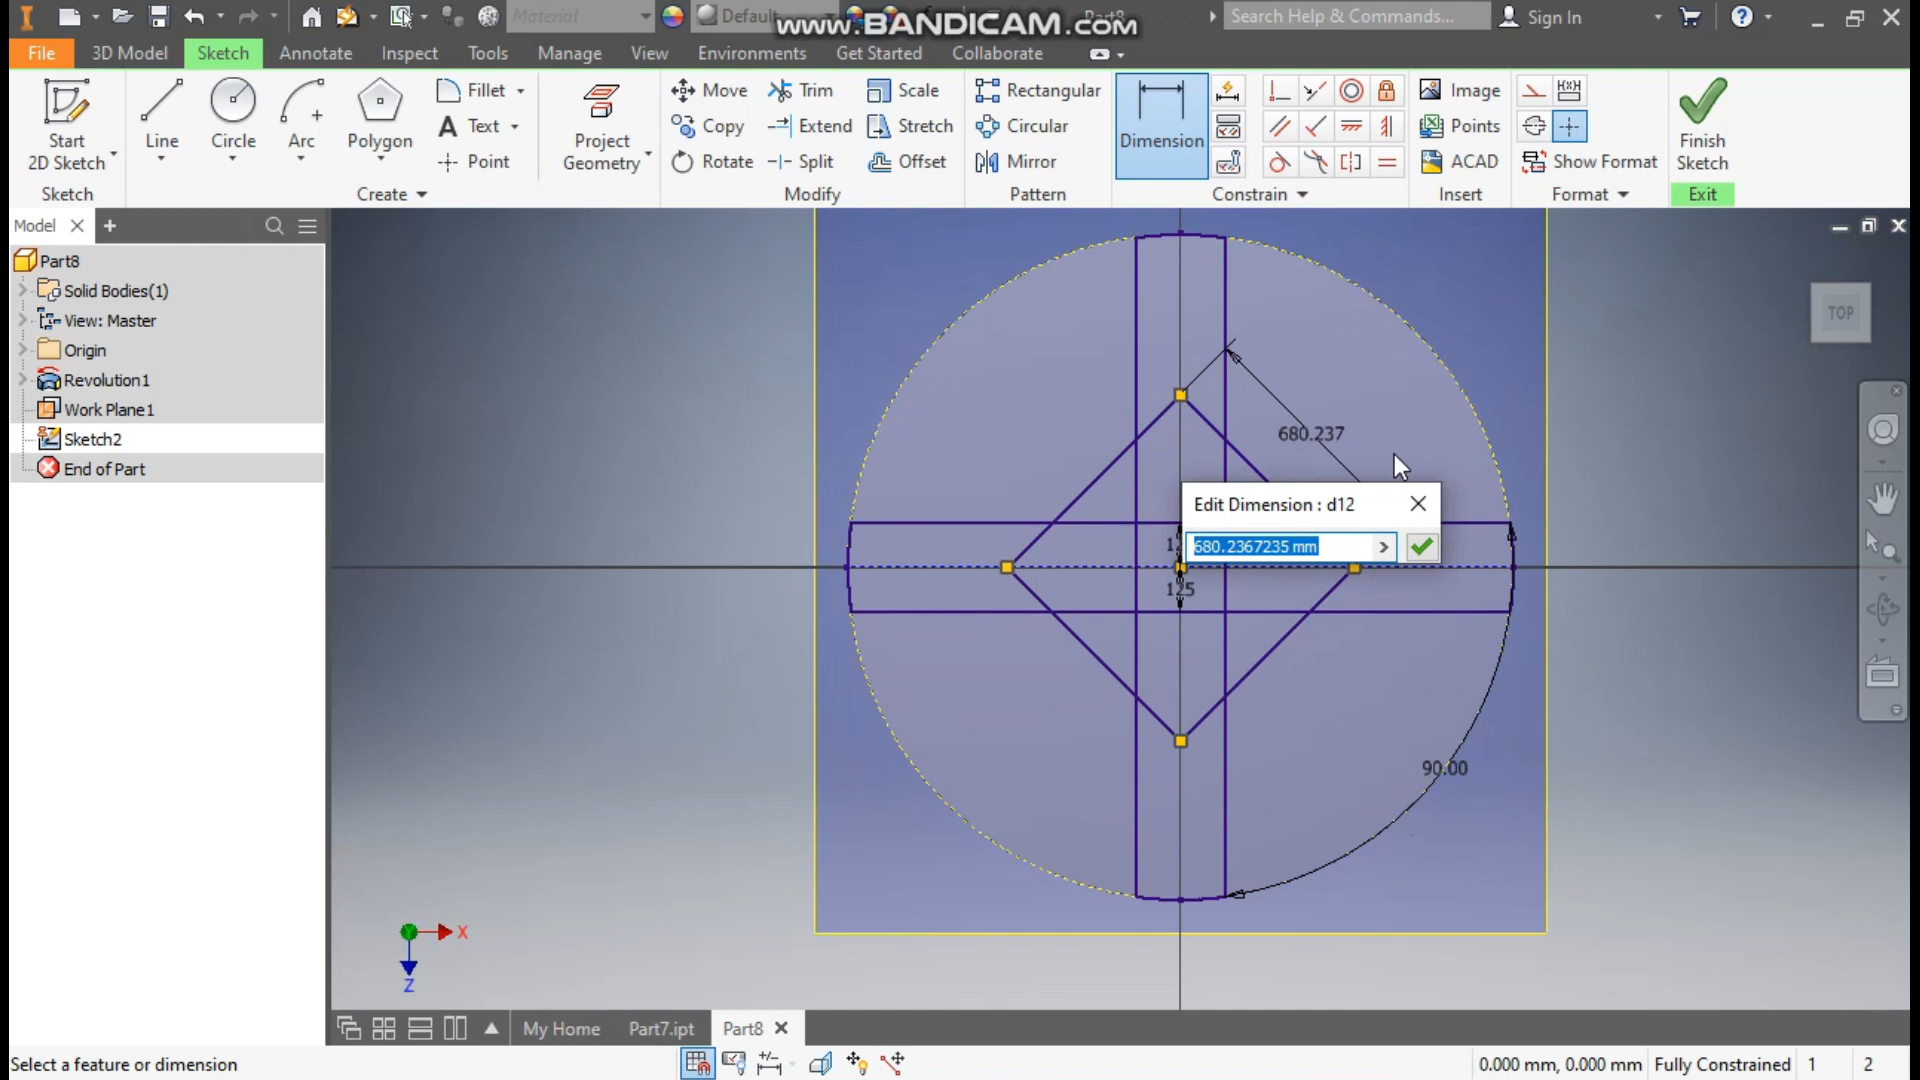 Material
Default
www.BANDICAM.com
Search Help & Commands...
Sign In
File
3D Model
Sketch
Annotate
Inspect
Tools
Manage
View
Environments
Get Started
Collaborate
Start
2D Sketch
Line
Circle
Arc
Polygon
Fillet
Text
Point
Project
Geometry
Move
Copy
Rotate
Trim
Extend
Split
Scale
Stretch
Offset
Rectangular
Circular
Mirror
Dimension
Image
Points
ACAD
Show Format
Finish
Sketch
Sketch
Create
Modify
Pattern
Constrain
Insert
Format
Exit
Model
Part8
Solid Bodies(1)
View: Master
Origin
Revolution1
Work Plane1
Sketch2
End of Part
TOP
680.237
Edit Dimension : d12
680.2367235 mm
125
90.00
X
Z
My Home
Part7.ipt
Part8
Select a feature or dimension
0.000 mm, 0.000 mm
Fully Constrained
1
2